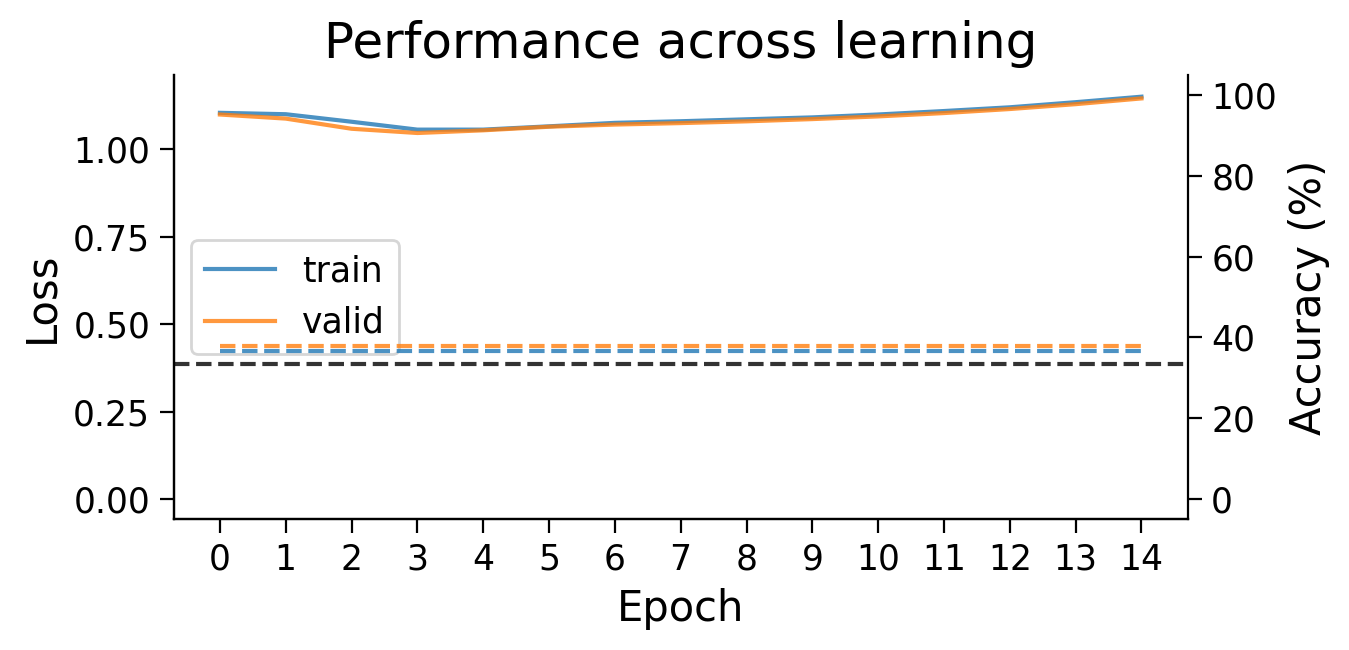 Performance across learning
Loss
1.00
0.75
0.50
0.25
0.00
train
valid
100
80
60
40
20
0
Accuracy (%)
0 1 2 3 4 5 6 7 8 9 10 11 12 13 14
Epoch